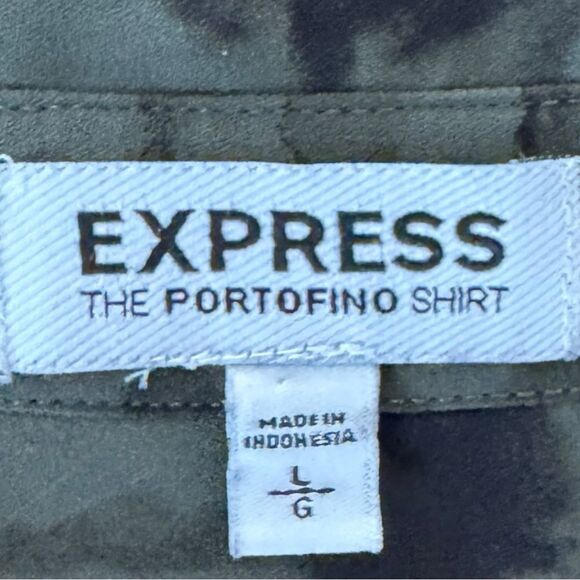 EXPRESS
THE PORTOFINO SHIRT
MADE IN
INDONESIA
L
G